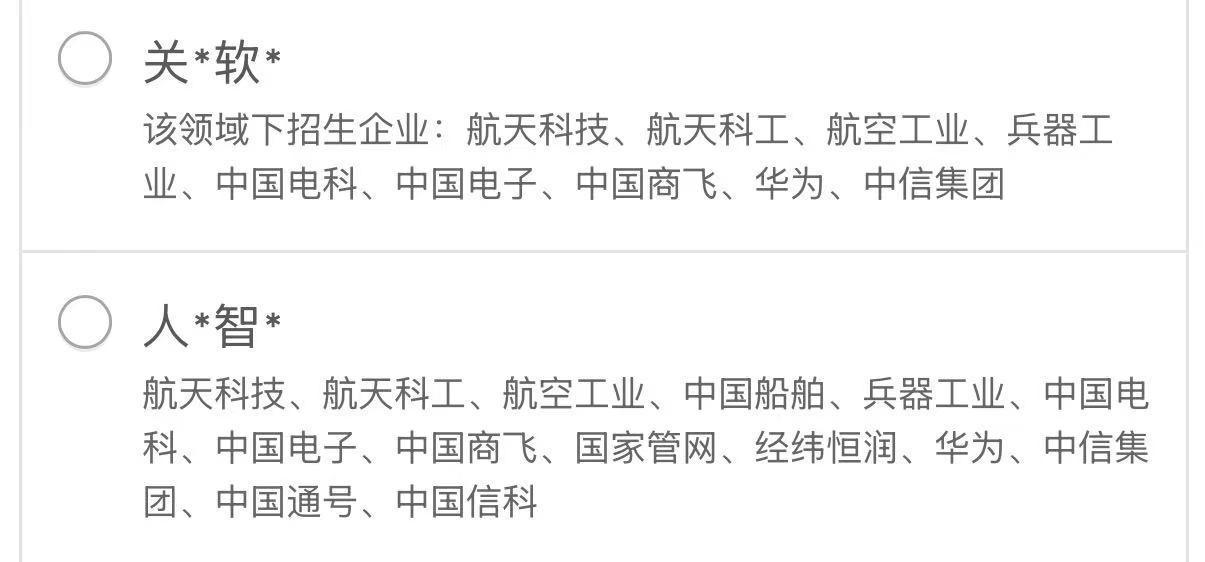 关*软*
该领域下招生企业：航天科技、航天科工、航空工业、兵器工
业、中国电科、中国电子、中国商飞、华为、中信集团
人*智*
航天科技、航天科工、航空工业、中国船舶、兵器工业、中国电
科、中国电子、中国商飞、国家管网、经纬恒润、华为、中信集
团、中国通号、中国信科